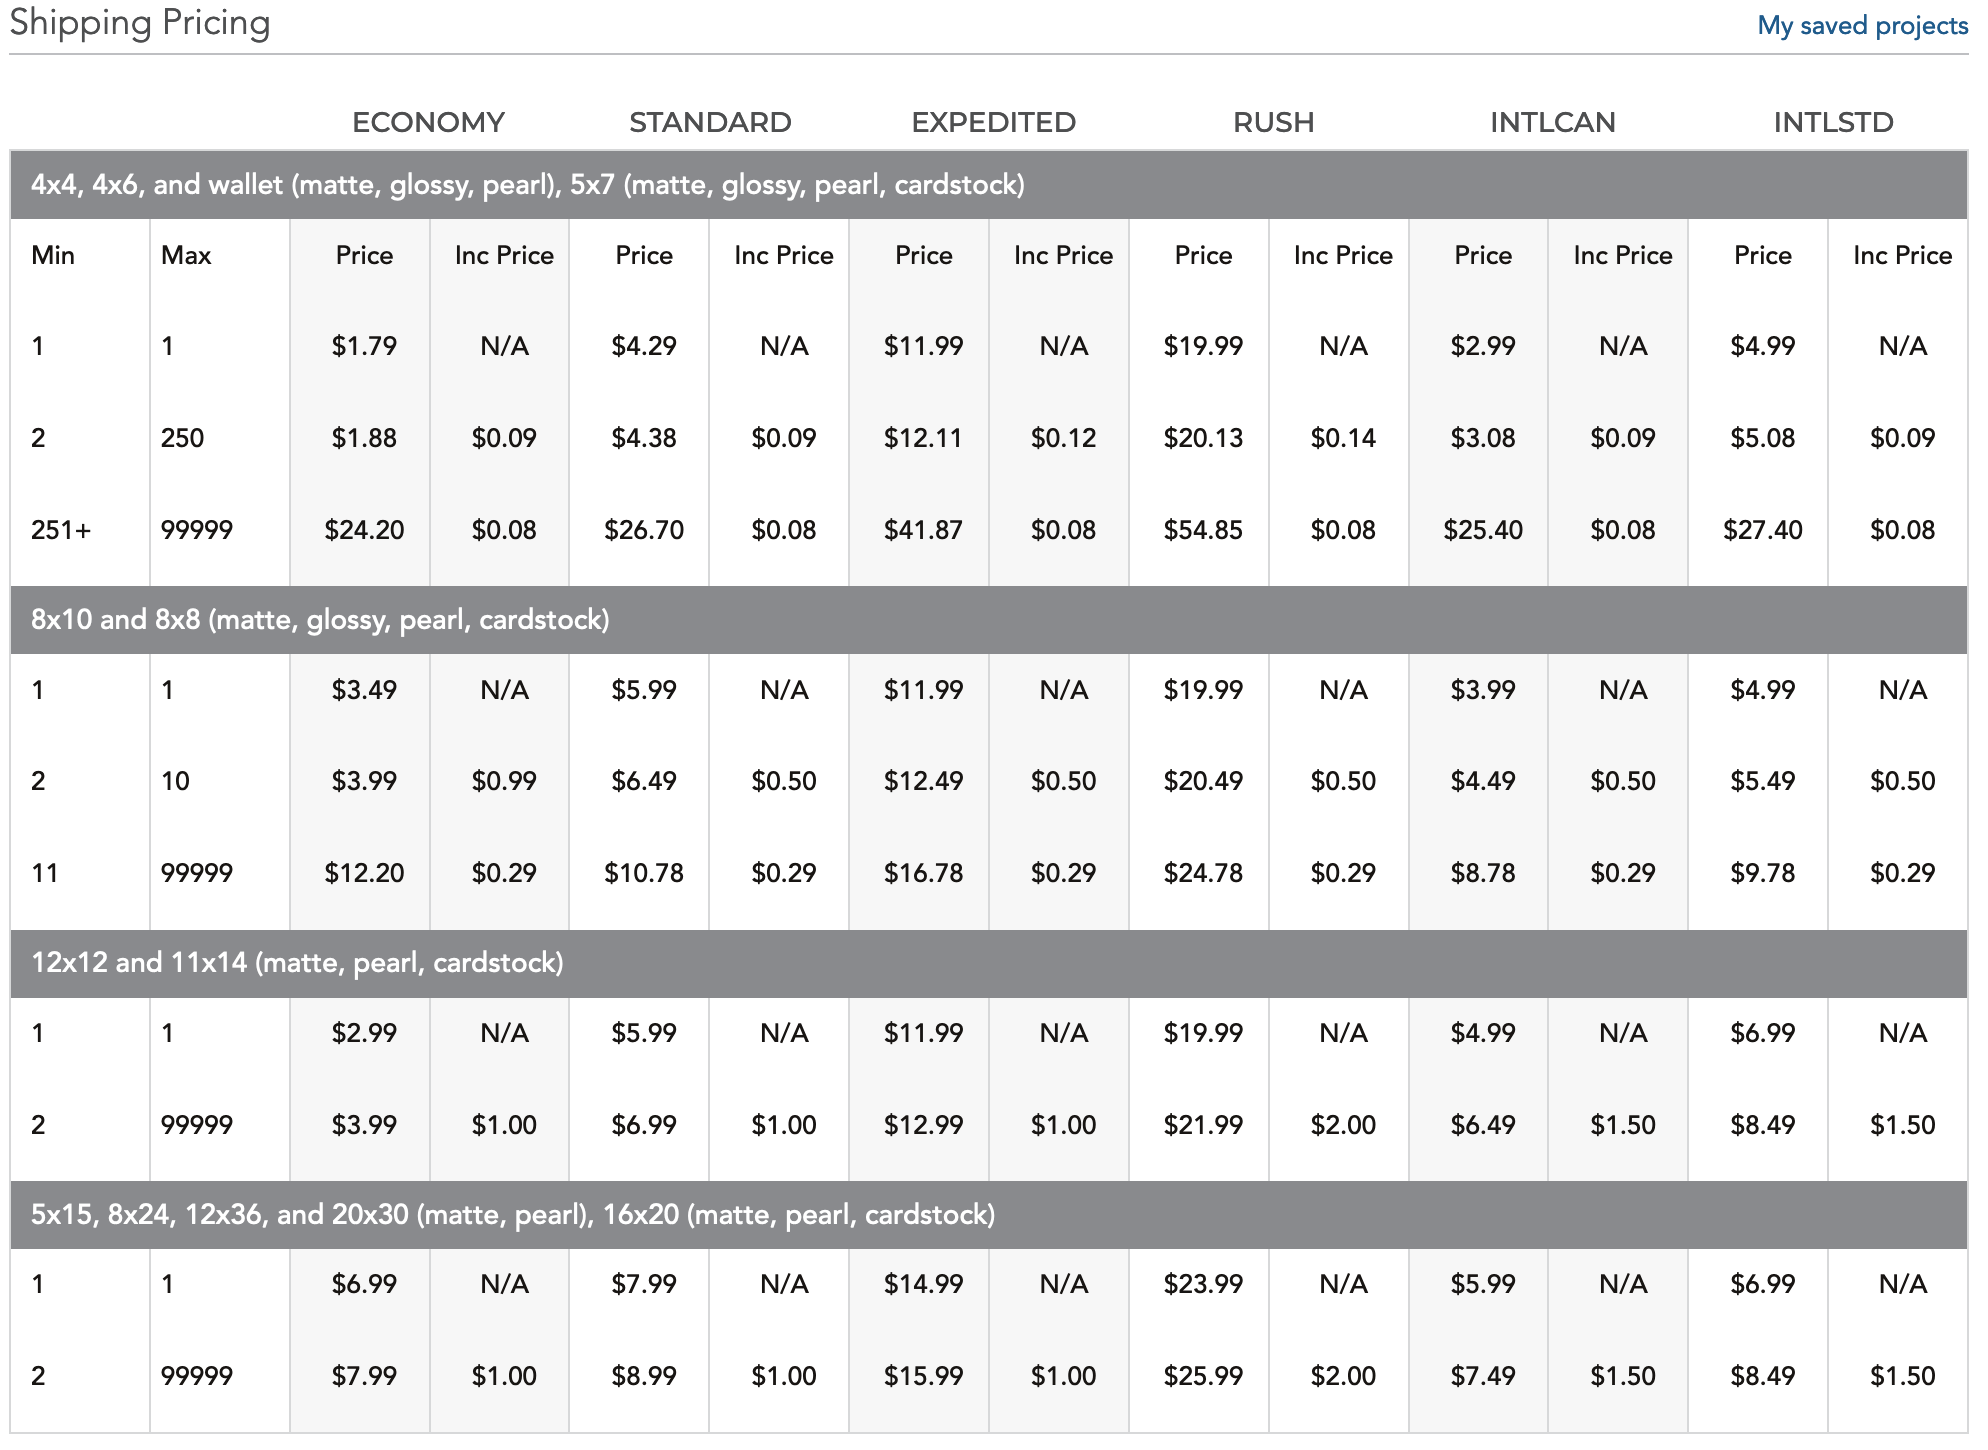 Shipping Pricing My saved projects
ECONOMY STANDARD EXPEDITED RUSH INTLCAN INTLSTD
4x4, 4x6, and wallet (matte, glossy, pearl), 5x7 (matte, glossy, pearl, cardstock)
Min Max Price Inc Price Price Inc Price Price Inc Price Price Inc Price Price Inc Price Price Inc Price
1 1 $1.79 N/A $4.29 N/A $11.99 N/A $19.99 N/A $2.99 N/A $4.99 N/A
2 250 $1.88 $0.09 $4.38 $0.09 $12.11 $0.12 $20.13 $0.14 $3.08 $0.09 $5.08 $0.09
251+ 99999 $24.20 $0.08 $26.70 $0.08 $41.87 $0.08 $54.85 $0.08 $25.40 $0.08 $27.40 $0.08
8x10 and 8x8 (matte, glossy, pearl, cardstock)
1 1 $3.49 N/A $5.99 N/A $11.99 N/A $19.99 N/A $3.99 N/A $4.99 N/A
2 10 $3.99 $0.99 $6.49 $0.50 $12.49 $0.50 $20.49 $0.50 $4.49 $0.50 $5.49 $0.50
11 99999 $12.20 $0.29 $10.78 $0.29 $16.78 $0.29 $24.78 $0.29 $8.78 $0.29 $9.78 $0.29
12x12 and 11x14 (matte, pearl, cardstock)
1 1 $2.99 N/A $5.99 N/A $11.99 N/A $19.99 N/A $4.99 N/A $6.99 N/A
2 99999 $3.99 $1.00 $6.99 $1.00 $12.99 $1.00 $21.99 $2.00 $6.49 $1.50 $8.49 $1.50
5x15, 8x24, 12x36, and 20x30 (matte, pearl), 16x20 (matte, pearl, cardstock)
1 1 $6.99 N/A $7.99 N/A $14.99 N/A $23.99 N/A $5.99 N/A $6.99 N/A
2 99999 $7.99 $1.00 $8.99 $1.00 $15.99 $1.00 $25.99 $2.00 $7.49 $1.50 $8.49 $1.50